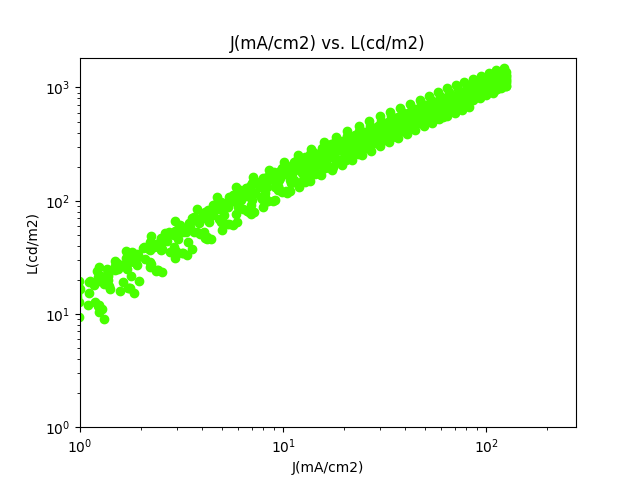 J(mA/cm2) vs. L(cd/m2)
L(cd/m2)
10³
10²
10¹
10⁰
10⁰ 10¹ 10²
J(mA/cm2)